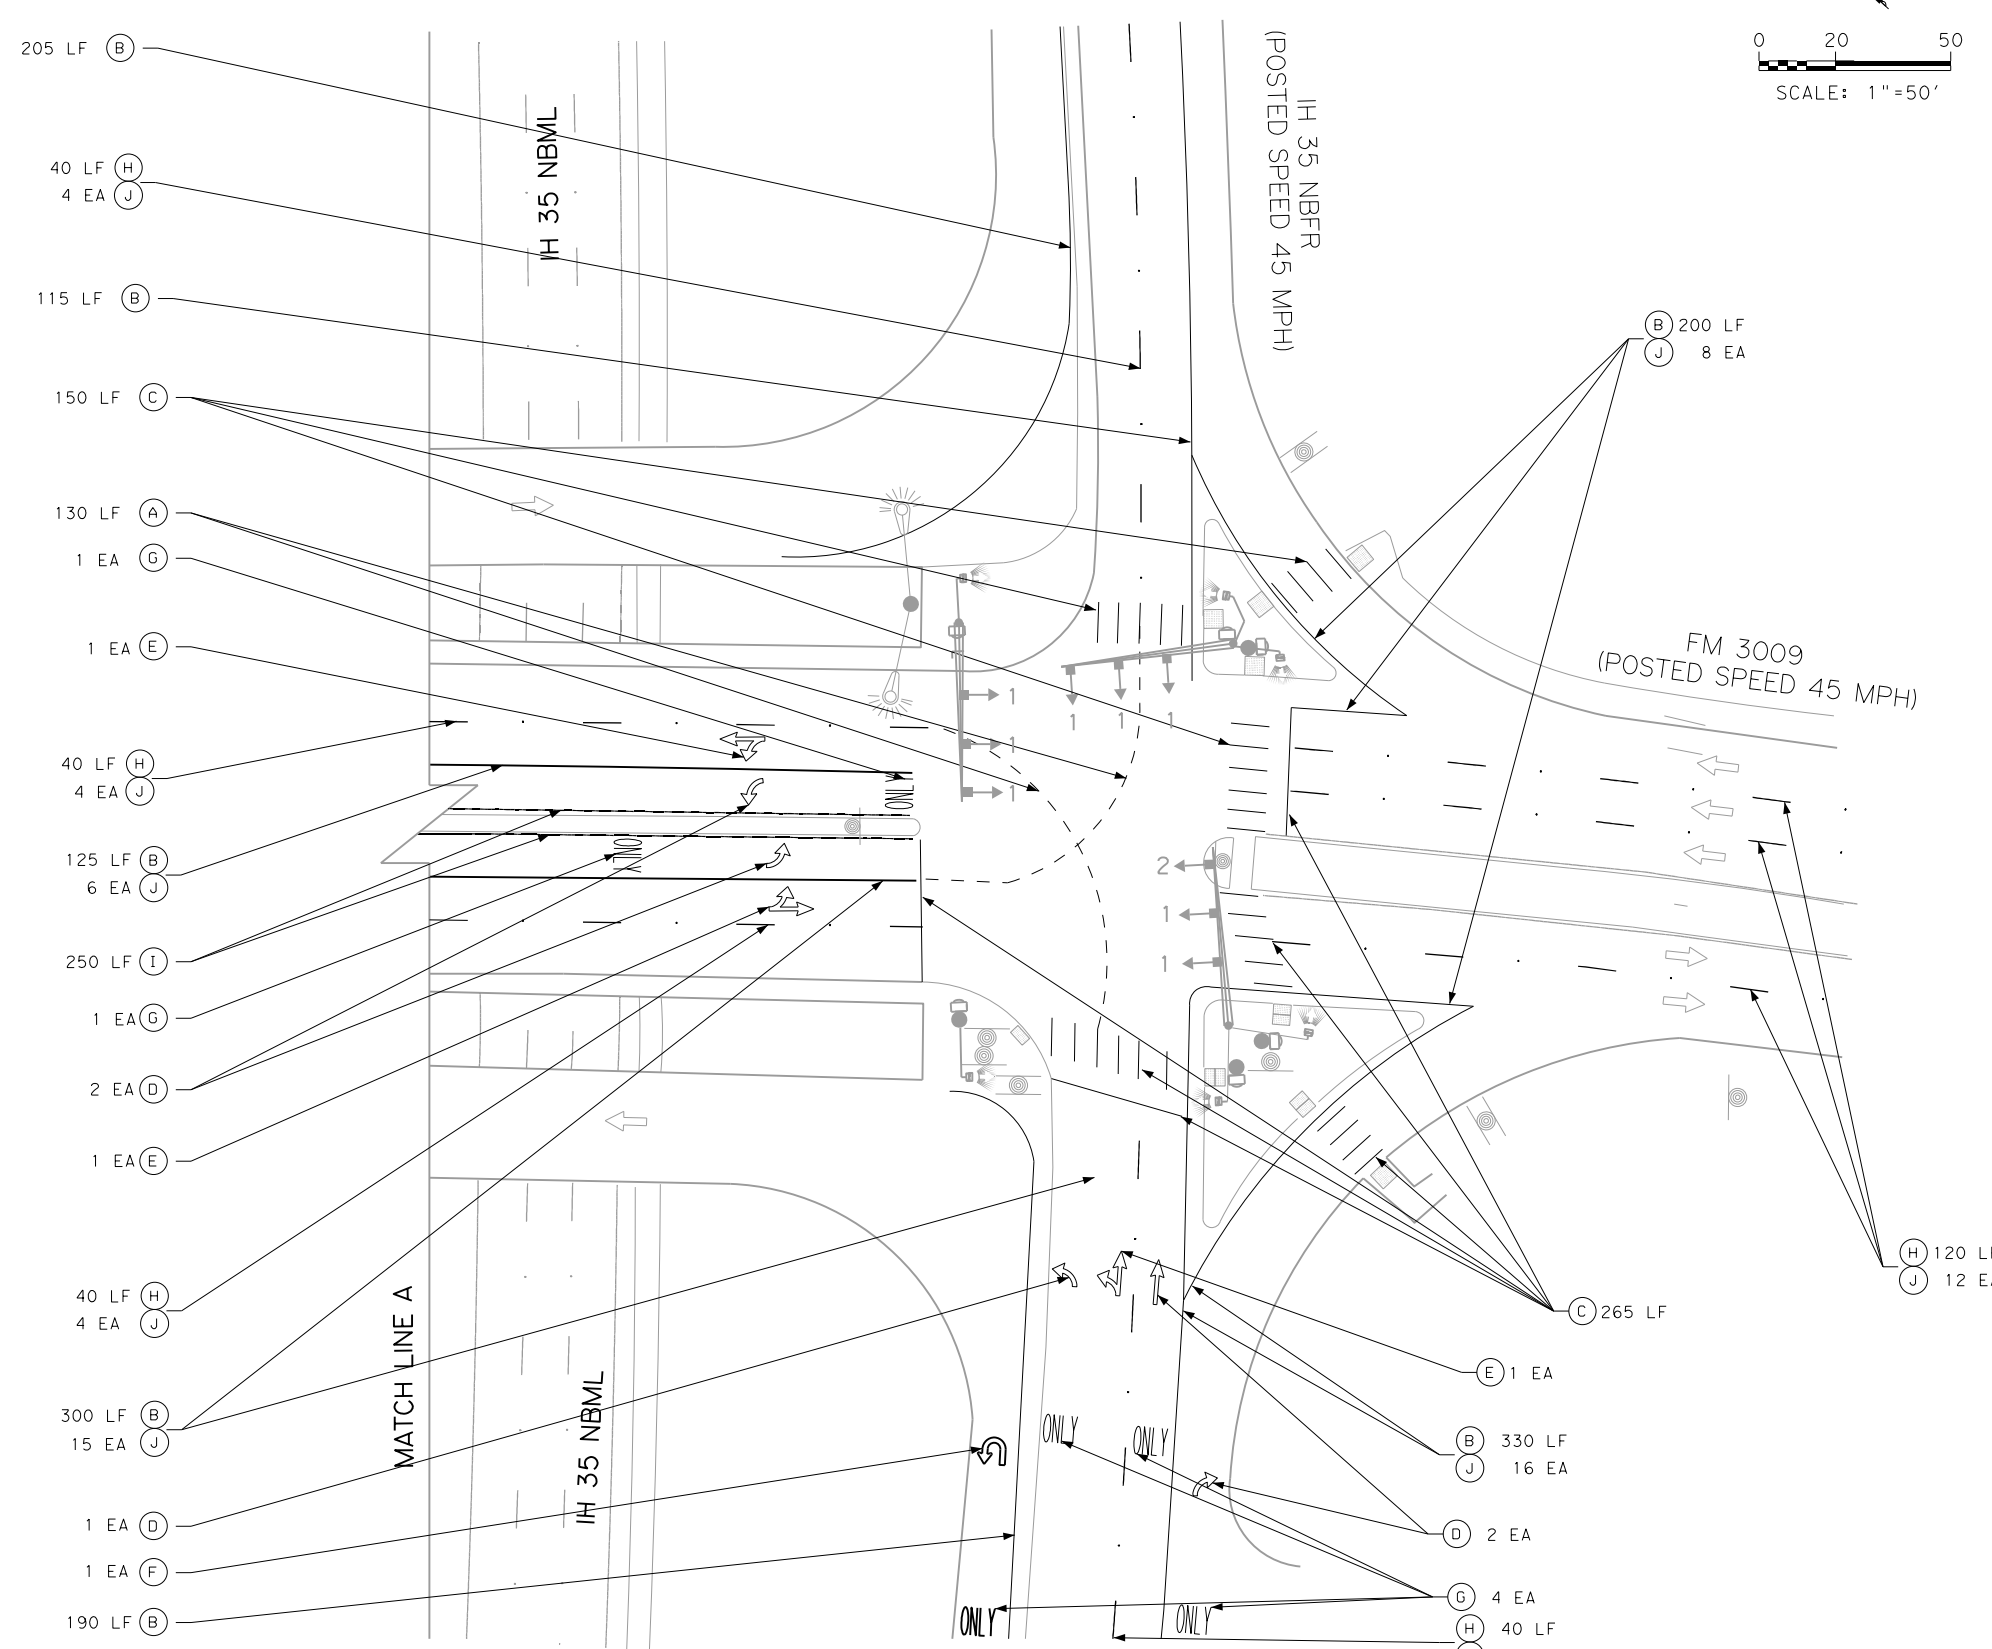 205 LF B
40 LF H
4 EA J
115 LF B
150 LF C
130 LF A
1 EA G
1 EA E
40 LF H
4 EA J
125 LF B
6 EA J
250 LF I
1 EA G
2 EA D
1 EA E
40 LF H
4 EA J
300 LF B
15 EA J
1 EA D
1 EA F
190 LF B
IH 35 NBML
MATCH LINE A
IH 35 NBML
ONLY
ONLY
1
1
1
1
1
1
2
1
1
ONLY
ONLY
ONLY
ONLY
IH 35 NBFR
(POSTED SPEED 45 MPH)
0 20 50
SCALE: 1"=50'
B 200 LF
J 8 EA
FM 3009
(POSTED SPEED 45 MPH)
H 120 LF
J 12 EA
C 265 LF
E 1 EA
B 330 LF
J 16 EA
D 2 EA
G 4 EA
H 40 LF